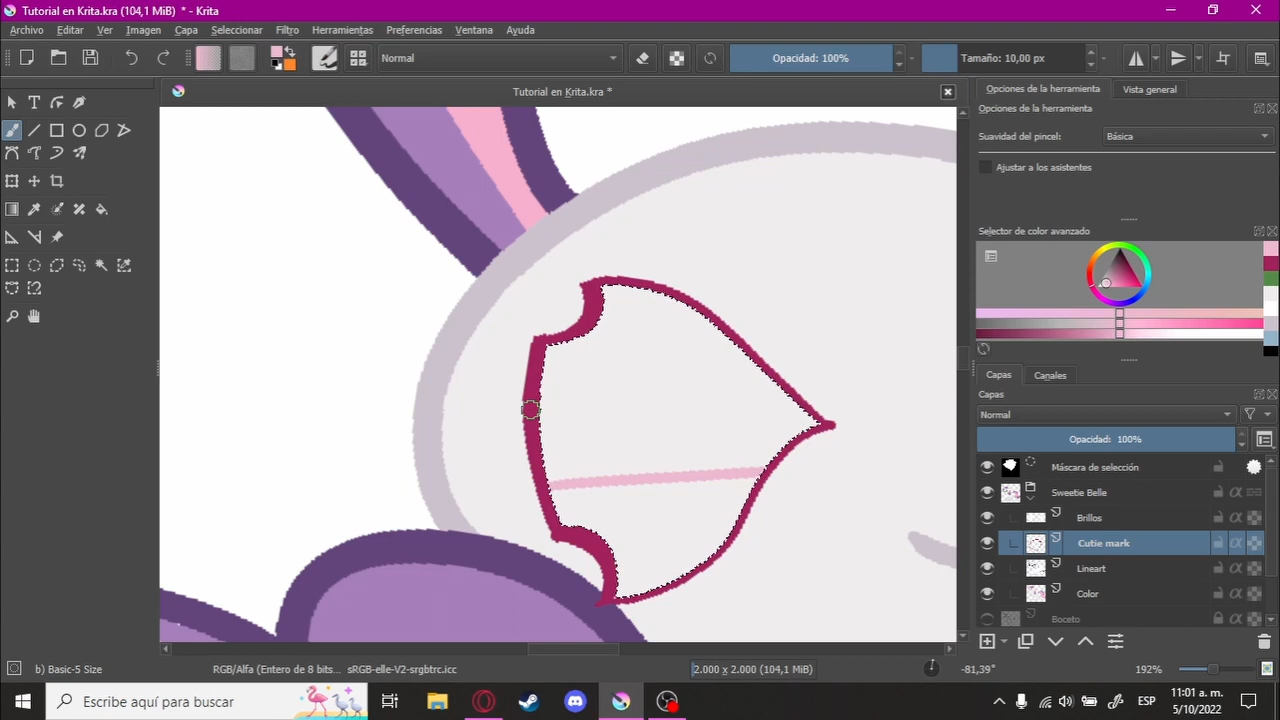 Tutorial en Krita.kra (104,1 MiB) * - Krita
Archivo Editar Ver Imagen Capa Seleccionar Filtro Herramientas Preferencias Ventana Ayuda
Normal Opacidad: 100% Tamaño: 10,00 px
Tutorial en Krita.kra *
Opciones de la herramienta Vista general
Opciones de la herramienta
Suavidad del pincel: Básica
Ajustar a los asistentes
Selector de color avanzado
Capas Canales
Capas
Normal
Opacidad: 100%
Máscara de selección
Sweetie Belle
Brillos
Cutie mark
Lineart
Color
Boceto
b) Basic-5 Size RGB/Alfa (Entero de 8 bits... sRGB-elle-V2-srgbtrc.icc 2.000 x 2.000 (104,1 MiB) -81,39° 192%
Escribe aquí para buscar ESP 11:01 a. m.
5/10/2022